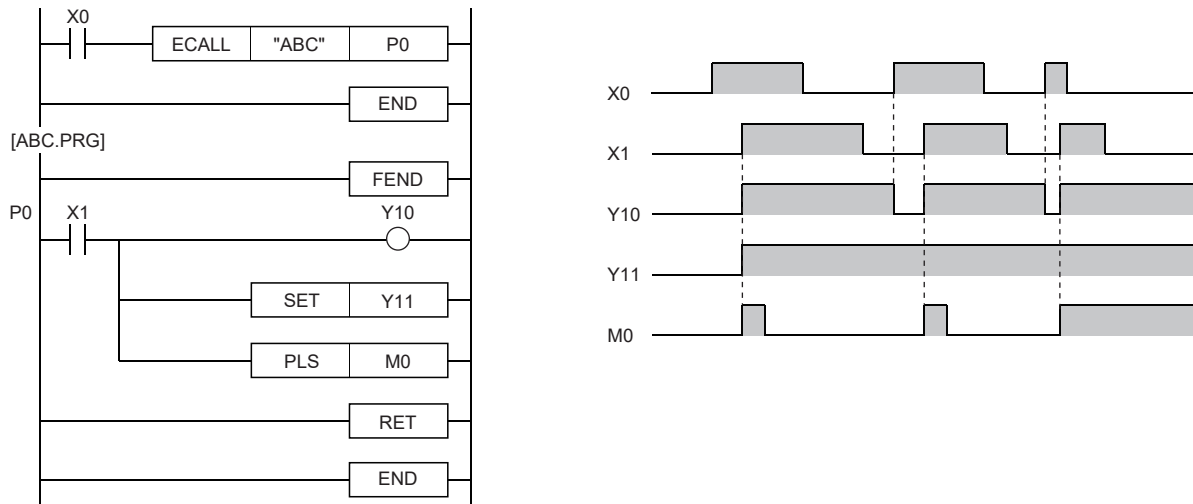 X0
ECALL "ABC" P0
END
[ABC.PRG]
FEND
P0 X1 Y10
SET Y11
PLS M0
RET
END
X0
X1
Y10
Y11
M0